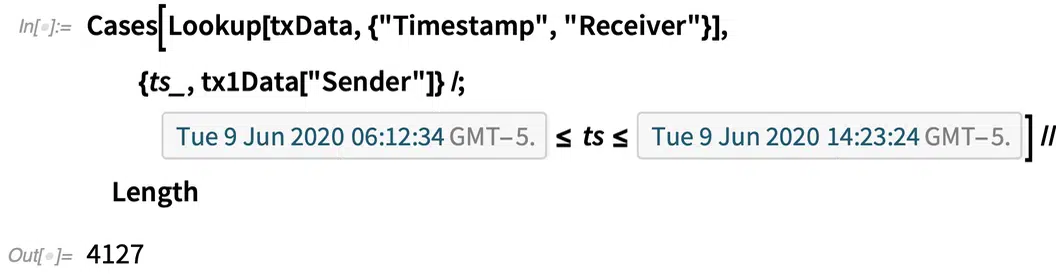 In[•]:= Cases[Lookup[txData, {"Timestamp", "Receiver"}],
{ts_, tx1Data["Sender"]} /;
Tue 9 Jun 2020 06:12:34 GMT-5. ≤ ts ≤ Tue 9 Jun 2020 14:23:24 GMT-5.] //
Length
Out[•]= 4127